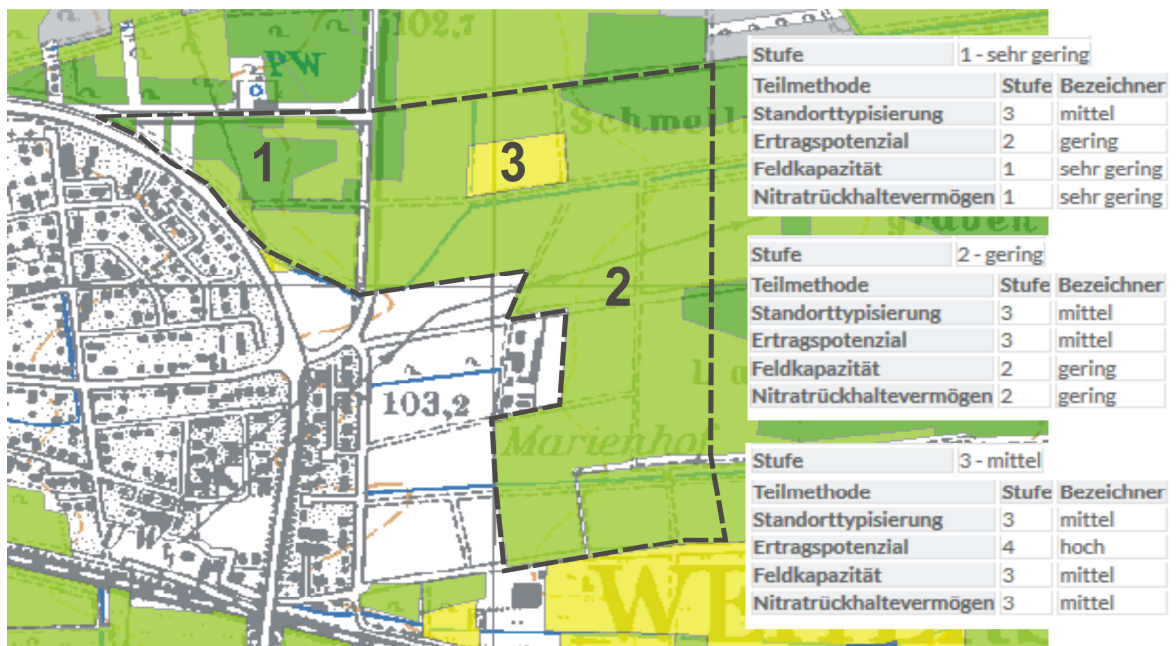 102,7
PW
1
3
2
103,2
Marienhof
graben
Stufe 1 - sehr gering
Teilmethode Stufe Bezeichner
Standorttypisierung 3 mittel
Ertragspotenzial 2 gering
Feldkapazität 1 sehr gering
Nitratrückhaltevermögen 1 sehr gering
Stufe 2 - gering
Teilmethode Stufe Bezeichner
Standorttypisierung 3 mittel
Ertragspotenzial 3 mittel
Feldkapazität 2 gering
Nitratrückhaltevermögen 2 gering
Stufe 3 - mittel
Teilmethode Stufe Bezeichner
Standorttypisierung 3 mittel
Ertragspotenzial 4 hoch
Feldkapazität 3 mittel
Nitratrückhaltevermögen 3 mittel